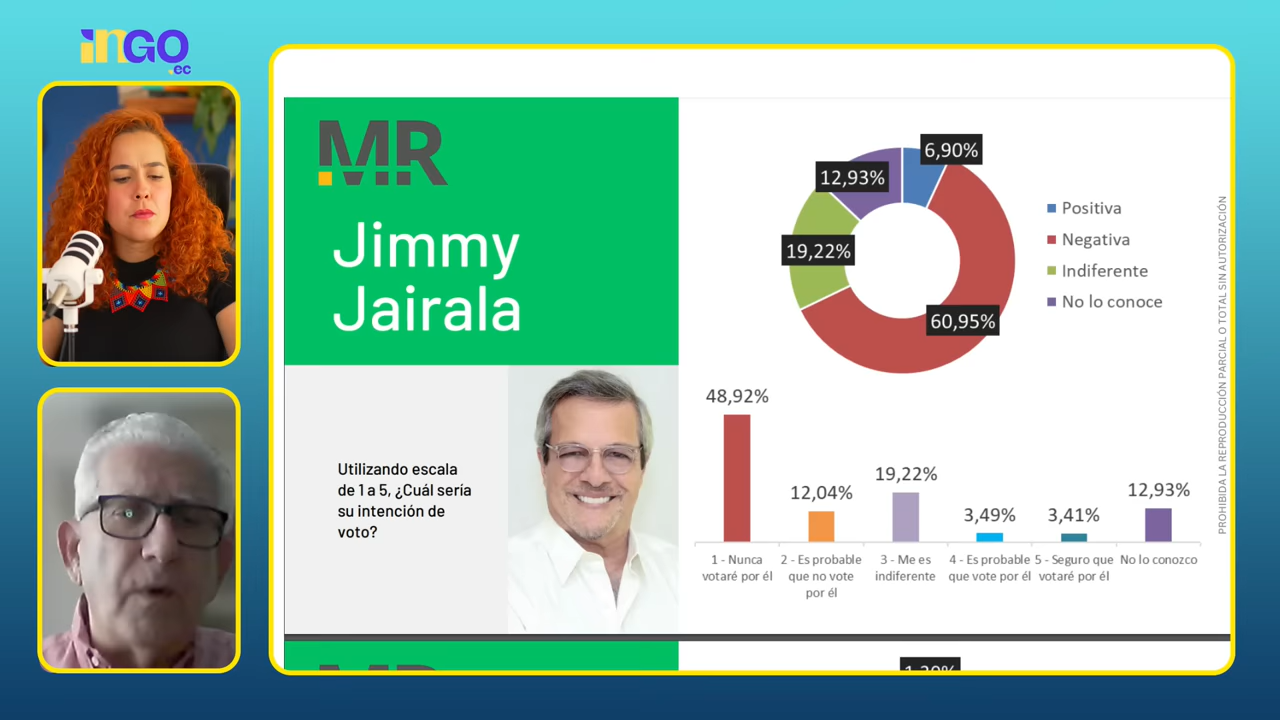 inGO
.ec
MR
Jimmy
Jairala
Utilizando escala
de 1 a 5, ¿Cuál sería
su intención de
voto?
6,90%
12,93%
19,22%
60,95%
Positiva
Negativa
Indiferente
No lo conoce
48,92%
12,04%
19,22%
3,49%
3,41%
12,93%
1 - Nunca
votaré por él
2 - Es probable
que no vote
por él
3 - Me es
indiferente
4 - Es probable
que vote por él
5 - Seguro que
votaré por él
No lo conozco
PROHIBIDA LA REPRODUCCIÓN PARCIAL O TOTAL SIN AUTORIZACIÓN
MR